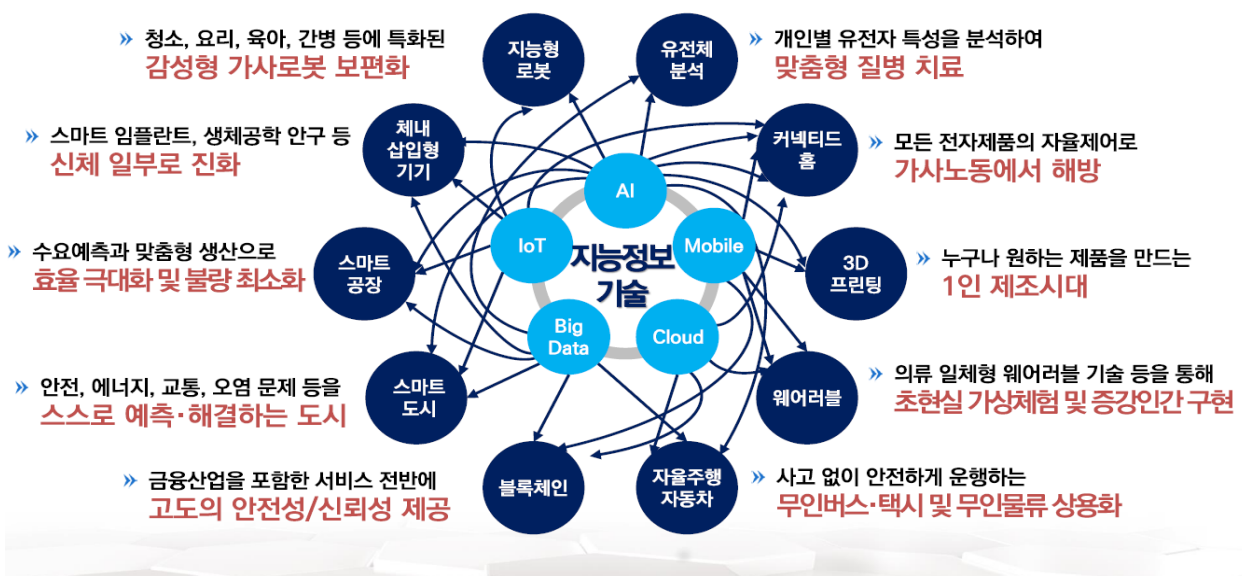 » 청소, 요리, 육아, 간병 등에 특화된
감성형 가사로봇 보편화
지능형
로봇
유전체
분석
» 개인별 유전자 특성을 분석하여
맞춤형 질병 치료
» 스마트 임플란트, 생체공학 안구 등
신체 일부로 진화
체내
삽입형
기기
커넥티드
홈
» 모든 전자제품의 자율제어로
가사노동에서 해방
AI
IoT
Mobile
지능정보
기술
Big
Data
Cloud
» 수요예측과 맞춤형 생산으로
효율 극대화 및 불량 최소화
스마트
공장
3D
프린팅
» 누구나 원하는 제품을 만드는
1인 제조시대
» 안전, 에너지, 교통, 오염 문제 등을
스스로 예측·해결하는 도시
스마트
도시
웨어러블
» 의류 일체형 웨어러블 기술 등을 통해
초현실 가상체험 및 증강인간 구현
» 금융산업을 포함한 서비스 전반에
고도의 안전성/신뢰성 제공
블록체인
자율주행
자동차
» 사고 없이 안전하게 운행하는
무인버스·택시 및 무인물류 상용화